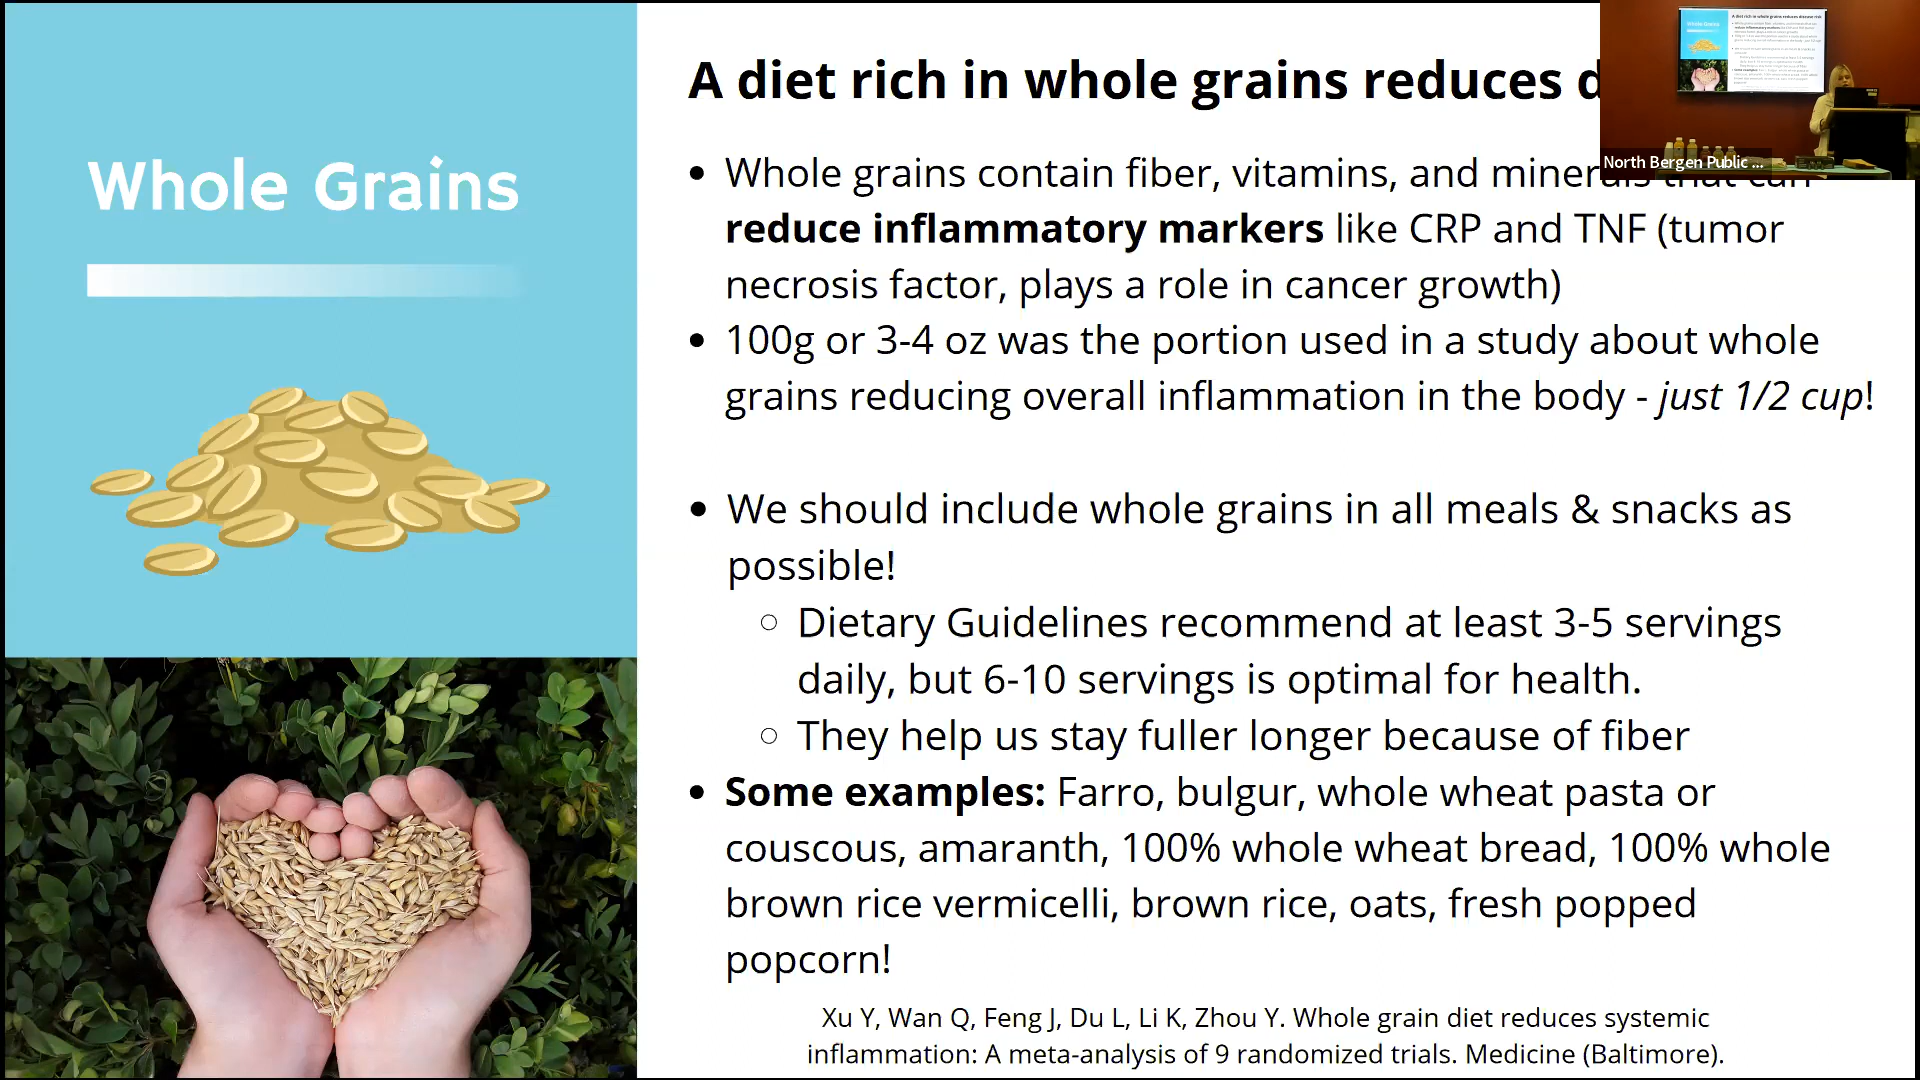 Whole Grains
A diet rich in whole grains reduces
North Bergen Public ...
Whole grains contain fiber, vitamins, and minerals that can
reduce inflammatory markers like CRP and TNF (tumor
necrosis factor, plays a role in cancer growth)
100g or 3-4 oz was the portion used in a study about whole
grains reducing overall inflammation in the body - just 1/2 cup!
We should include whole grains in all meals & snacks as
possible!
Dietary Guidelines recommend at least 3-5 servings
daily, but 6-10 servings is optimal for health.
They help us stay fuller longer because of fiber
Some examples: Farro, bulgur, whole wheat pasta or
couscous, amaranth, 100% whole wheat bread, 100% whole
brown rice vermicelli, brown rice, oats, fresh popped
popcorn!
Xu Y, Wan Q, Feng J, Du L, Li K, Zhou Y. Whole grain diet reduces systemic
inflammation: A meta-analysis of 9 randomized trials. Medicine (Baltimore).